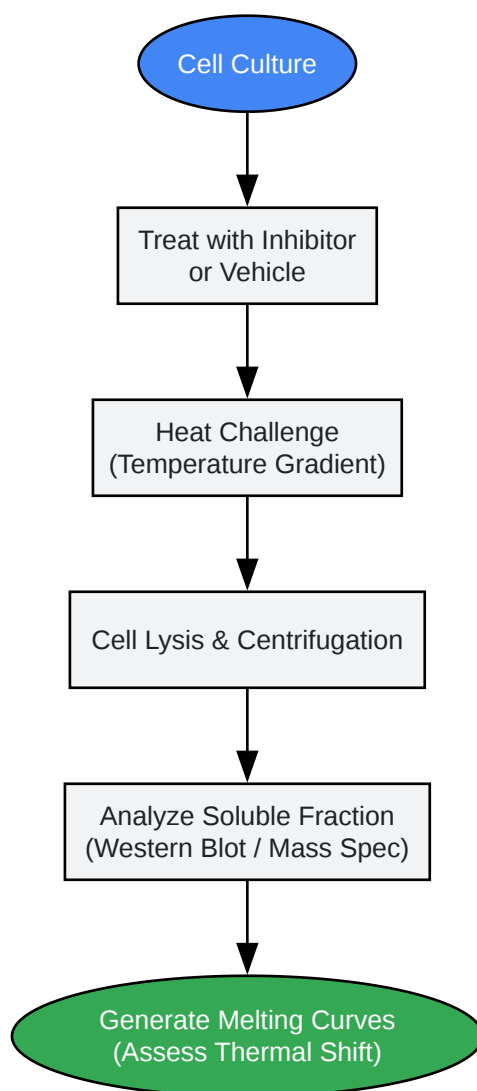 Cell Culture
Treat with Inhibitor
or Vehicle
Heat Challenge
(Temperature Gradient)
Cell Lysis & Centrifugation
Analyze Soluble Fraction
(Western Blot / Mass Spec)
Generate Melting Curves
(Assess Thermal Shift)